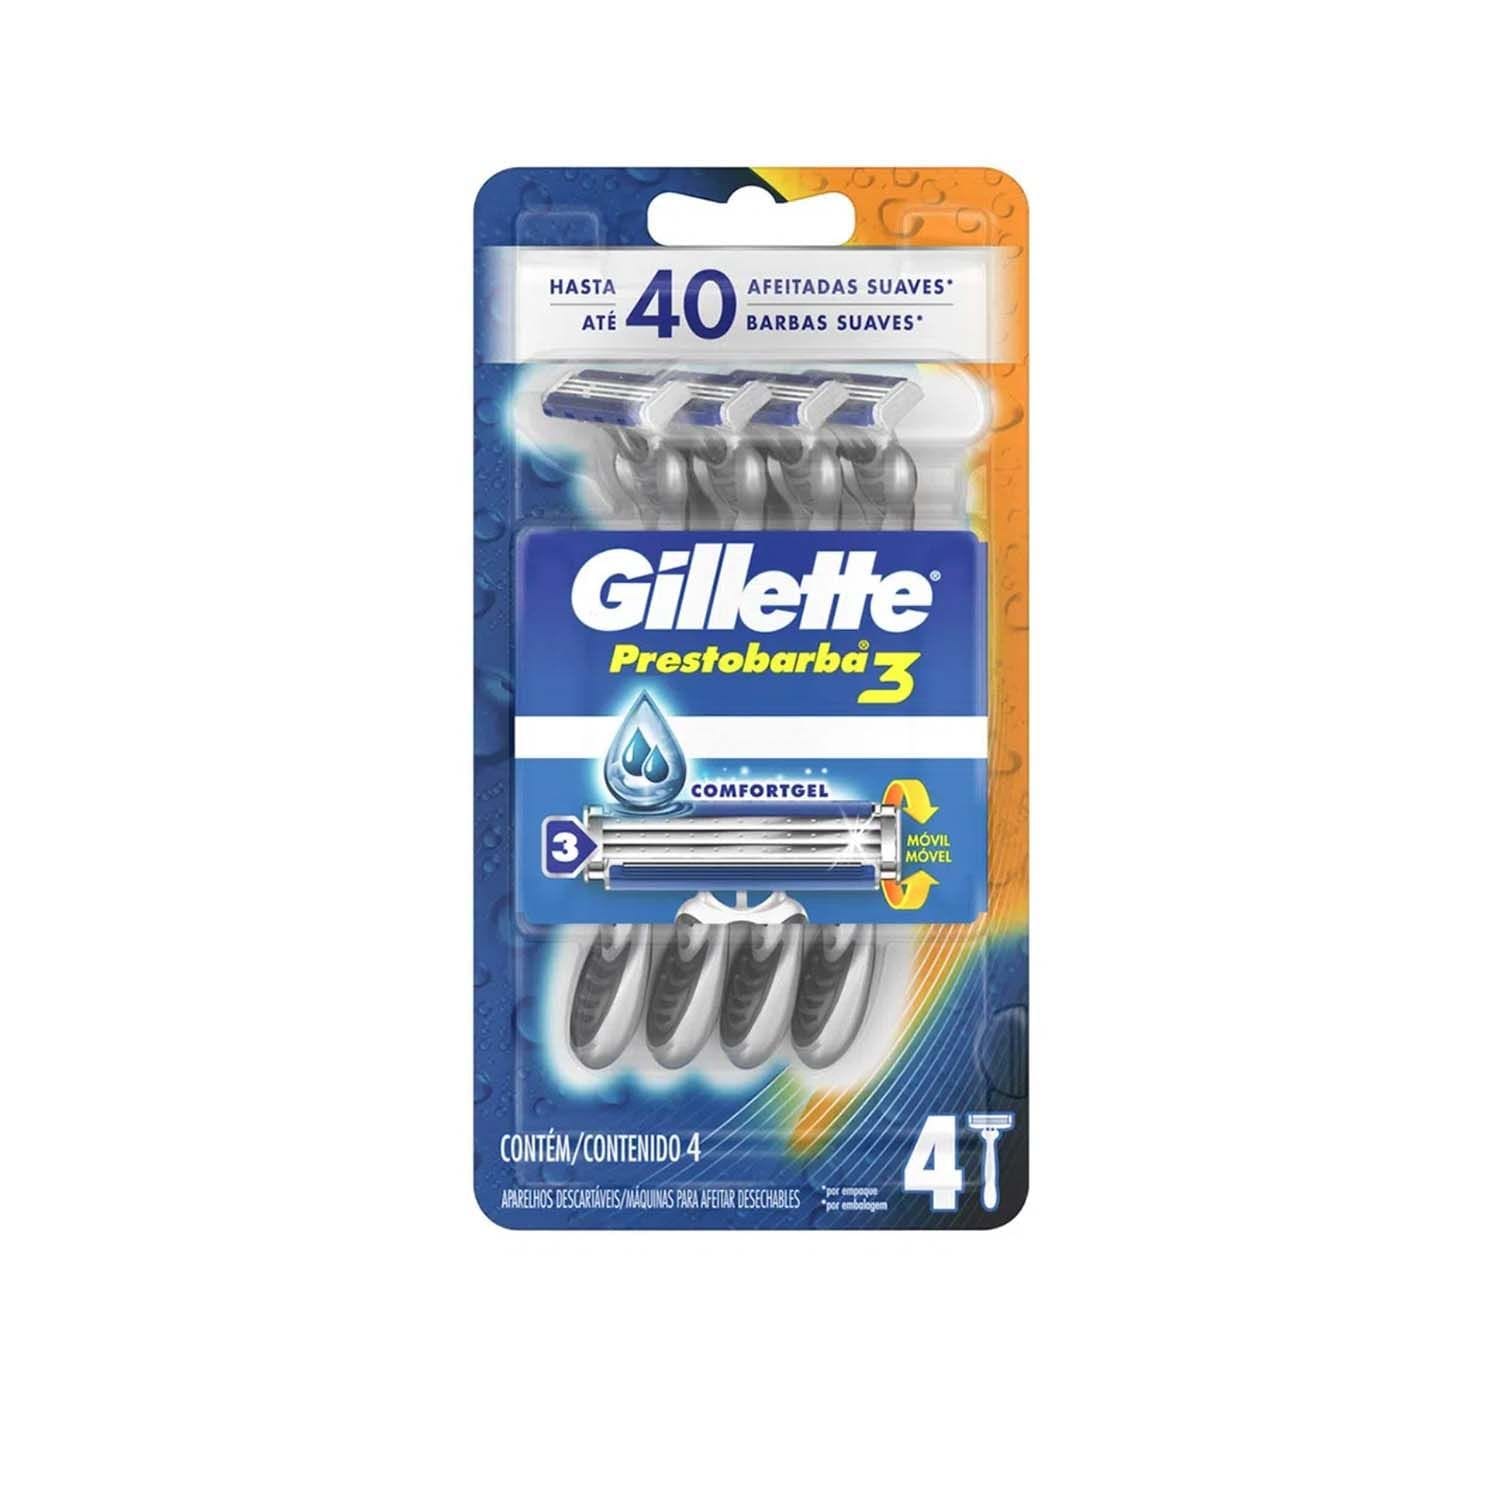 HASTA 40 AFEITADAS SUAVES*
ATÉ BARBAS SUAVES*
Gillette®
Prestobarba®3
COMFORTGEL
3
MÓVIL
MÓVEL
CONTÉM/CONTENIDO 4
APARELHOS DESCARTÁVEIS/MÁQUINAS PARA AFEITAR DESECHABLES
*por empaque
*por embalagem
4